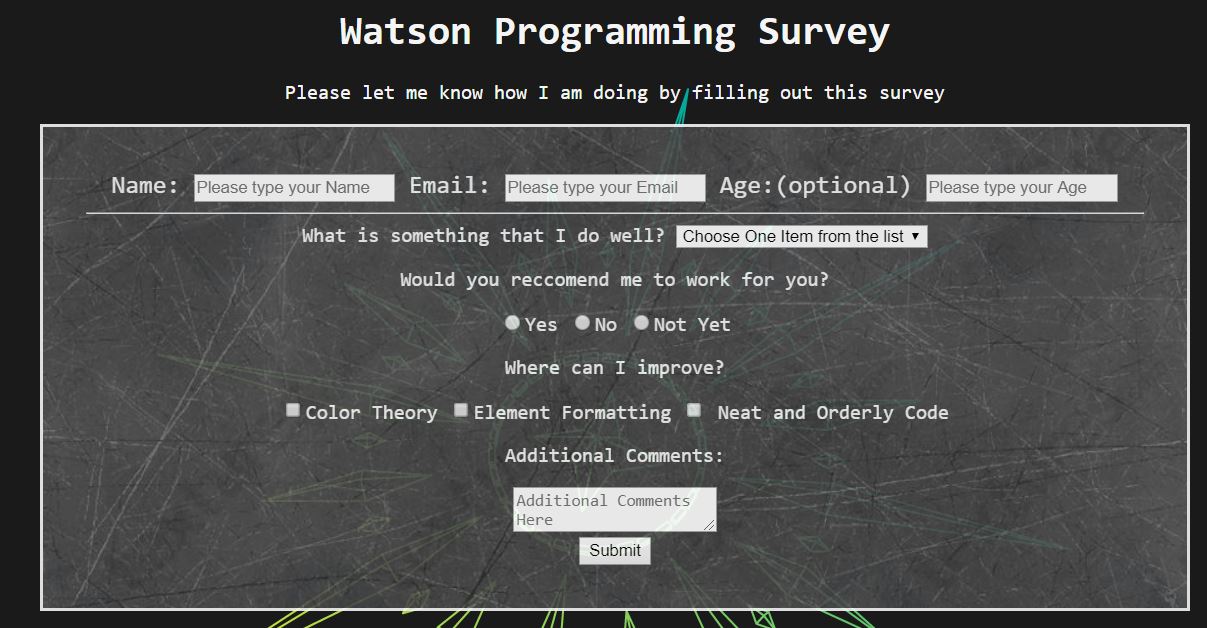 Watson Programming Survey
Please let me know how I am doing by filling out this survey
Name: Please type your Name Email: Please type your Email Age:(optional) Please type your Age
What is something that I do well? Choose One Item from the list
Would you reccomend me to work for you?
Yes No Not Yet
Where can I improve?
Color Theory Element Formatting Neat and Orderly Code
Additional Comments:
Additional Comments
Here
Submit